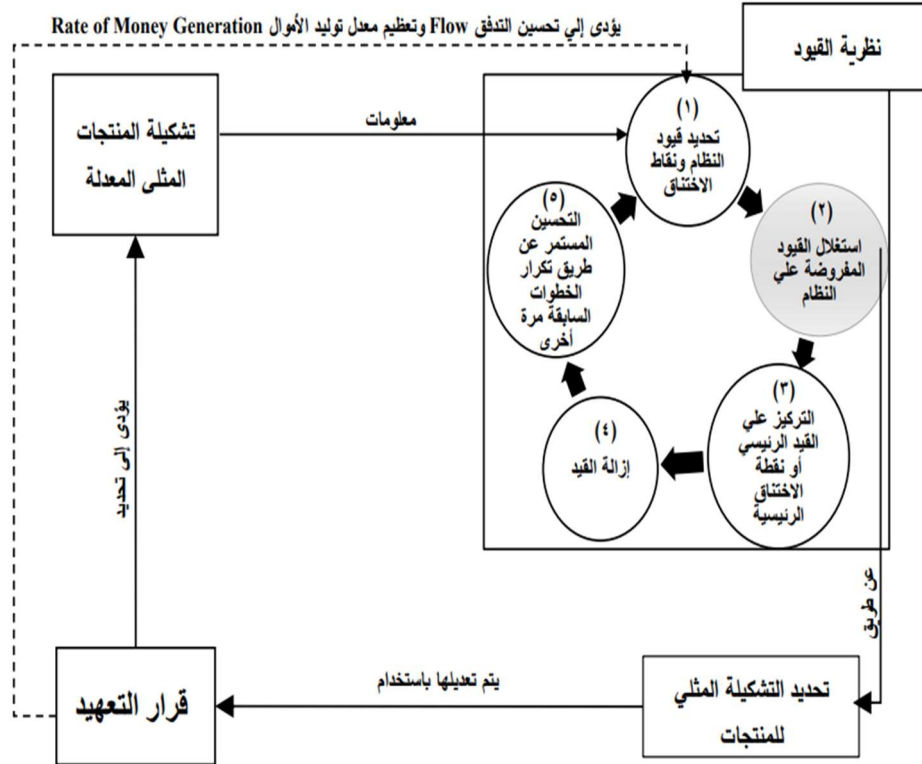 يؤدى إلي تحسين التدفق Flow وتعظيم معدل توليد الأموال Rate of Money Generation
نظرية القيود
تشكيلة المنتجات
المثلى المعدلة
معلومات
(١)
تحديد قيود
النظام ونقاط
الاختناق
(٢)
استغلال القيود
المفروضة علي
النظام
(٣)
التركيز علي
القيد الرئيسي
أو نقطة
الاختناق
الرئيسية
(٤)
إزالة القيد
(٥)
التحسين
المستمر عن
طريق تكرار
الخطوات
السابقة مرة
أخرى
عن طريق
تحديد التشكيلة المثلي
للمنتجات
يتم تعديلها باستخدام
قرار التعهيد
يؤدى إلى تحديد